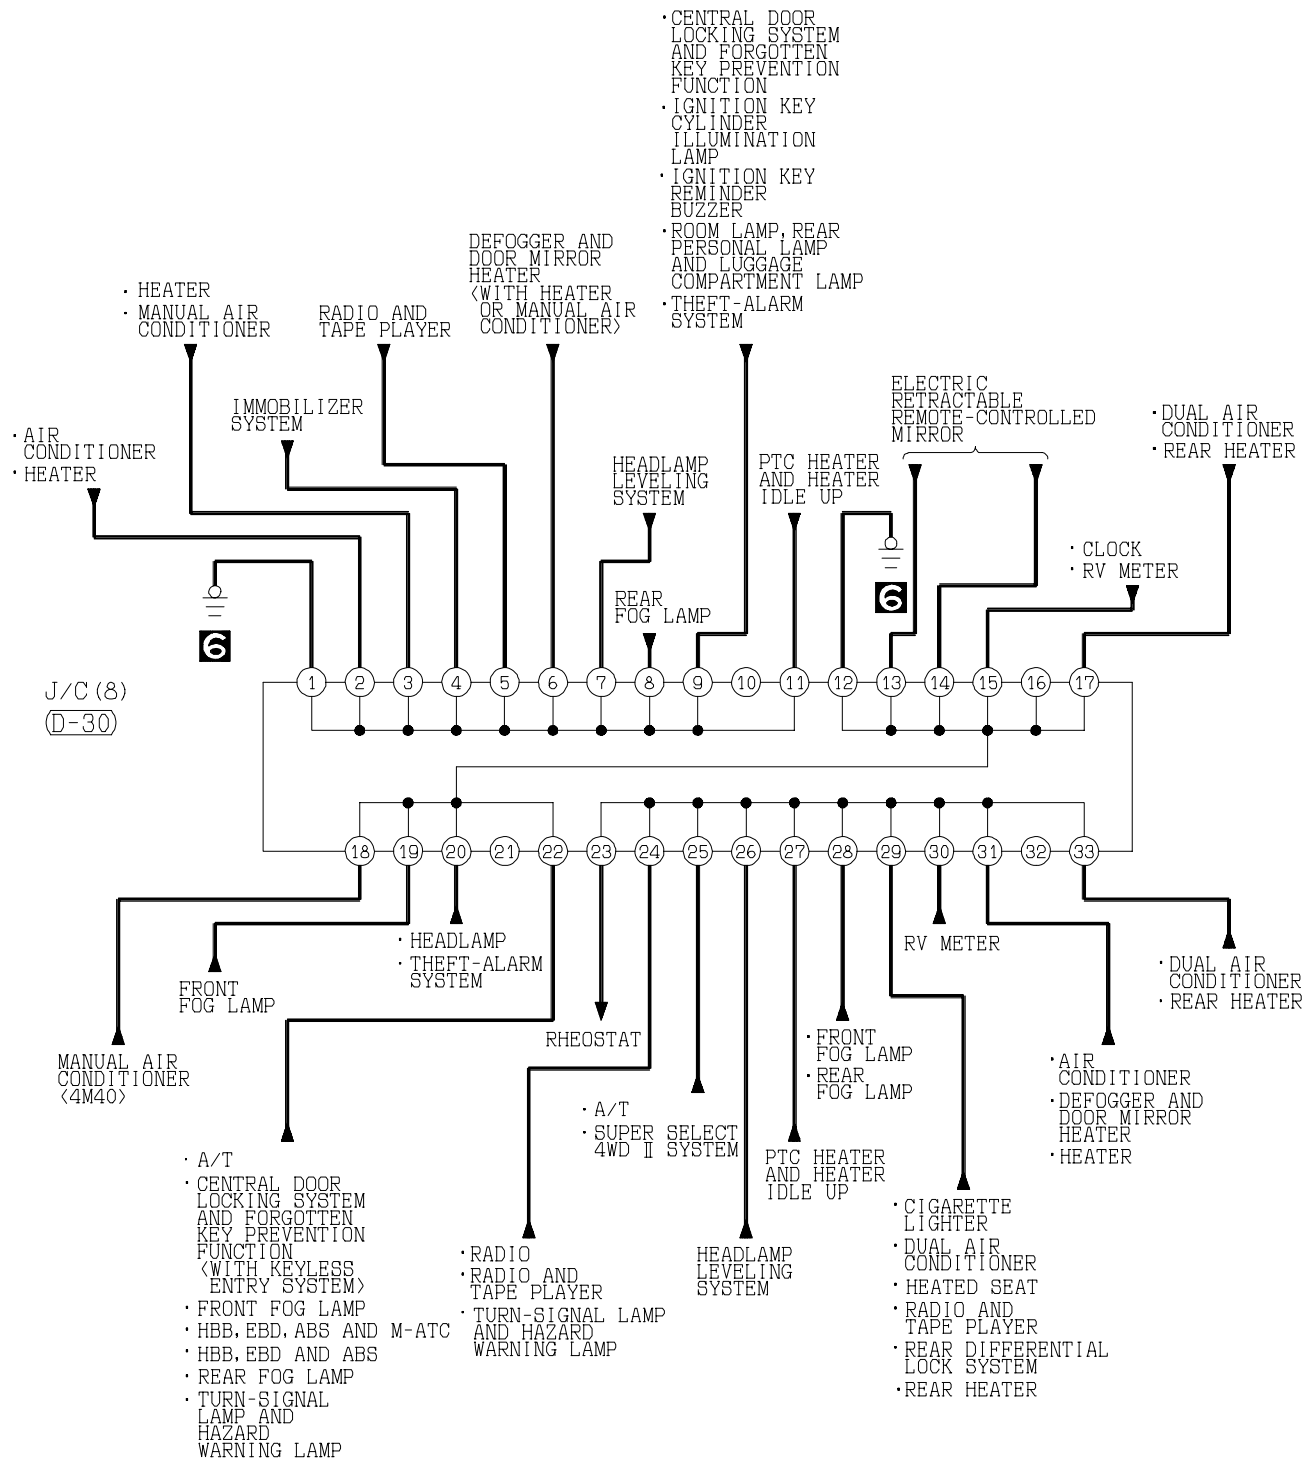 ·CENTRAL DOOR
LOCKING SYSTEM
AND FORGOTTEN
KEY PREVENTION
FUNCTION
·IGNITION KEY
CYLINDER
ILLUMINATION
LAMP
·IGNITION KEY
REMINDER
BUZZER
·ROOM LAMP, REAR
PERSONAL LAMP
AND LUGGAGE
COMPARTMENT LAMP
·THEFT-ALARM
SYSTEM
DEFOGGER AND
DOOR MIRROR
HEATER
<WITH HEATER
OR MANUAL AIR
CONDITIONER>
· HEATER
· MANUAL AIR
CONDITIONER
RADIO AND
TAPE PLAYER
IMMOBILIZER
SYSTEM
·AIR
CONDITIONER
·HEATER
HEADLAMP
LEVELING
SYSTEM
PTC HEATER
AND HEATER
IDLE UP
ELECTRIC
RETRACTABLE
REMOTE-CONTROLLED
MIRROR
·DUAL AIR
CONDITIONER
·REAR HEATER
· CLOCK
· RV METER
REAR
FOG LAMP
6
6
J/C (8)
(D-30)
1 2 3 4 5 6 7 8 9 10 11 12 13 14 15 16 17
18 19 20 21 22 23 24 25 26 27 28 29 30 31 32 33
· HEADLAMP
· THEFT-ALARM
SYSTEM
RV METER
FRONT
FOG LAMP
·DUAL AIR
CONDITIONER
·REAR HEATER
RHEOSTAT
·FRONT
FOG LAMP
·REAR
FOG LAMP
MANUAL AIR
CONDITIONER
<4M40>
·AIR
CONDITIONER
·DEFOGGER AND
DOOR MIRROR
HEATER
·HEATER
·A/T
·SUPER SELECT
4WD Ⅱ SYSTEM
PTC HEATER
AND HEATER
IDLE UP
· A/T
·CENTRAL DOOR
LOCKING SYSTEM
AND FORGOTTEN
KEY PREVENTION
FUNCTION
<WITH KEYLESS
ENTRY SYSTEM>
·FRONT FOG LAMP
·HBB, EBD, ABS AND M-ATC
·HBB, EBD AND ABS
·REAR FOG LAMP
·TURN-SIGNAL
LAMP AND
HAZARD
WARNING LAMP
·RADIO
·RADIO AND
TAPE PLAYER
·TURN-SIGNAL LAMP
AND HAZARD
WARNING LAMP
HEADLAMP
LEVELING
SYSTEM
·CIGARETTE
LIGHTER
·DUAL AIR
CONDITIONER
·HEATED SEAT
·RADIO AND
TAPE PLAYER
·REAR DIFFERENTIAL
LOCK SYSTEM
·REAR HEATER